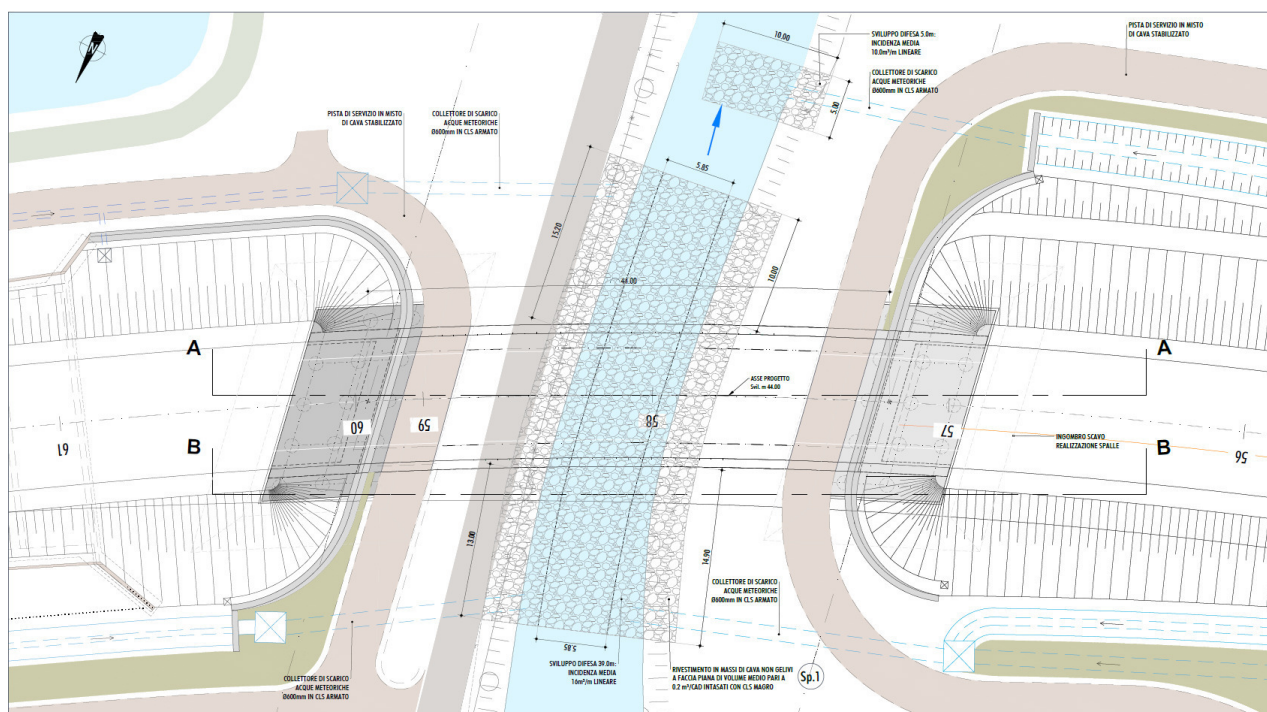 N
10.00
SVILUPPO DIFESA 5.0m:
INCIDENZA MEDIA
10.0m³/m LINEARE
PISTA DI SERVIZIO IN MISTO
DI CAVA STABILIZZATO
COLLETTORE DI SCARICO
ACQUE METEORICHE
Ø600mm IN CLS ARMATO
5.00
PISTA DI SERVIZIO IN MISTO
DI CAVA STABILIZZATO
COLLETTORE DI SCARICO
ACQUE METEORICHE
Ø600mm IN CLS ARMATO
5.85
15.20
10.00
44.00
A
A
ASSE PROGETTO
Svil. m 44.00
61
60
59
58
57
56
B
B
INGOMBRO SCAVO
REALIZZAZIONE SPALLE
13.00
14.90
COLLETTORE DI SCARICO
ACQUE METEORICHE
Ø600mm IN CLS ARMATO
5.85
COLLETTORE DI SCARICO
ACQUE METEORICHE
Ø600mm IN CLS ARMATO
SVILUPPO DIFESA 39.0m:
INCIDENZA MEDIA
16m³/m LINEARE
RIVESTIMENTO IN MASSI DI CAVA NON GELIVI
A FACCIA PIANA DI VOLUME MEDIO PARI A
0.2 m³/CAD INTASATI CON CLS MAGRO
Sp.1